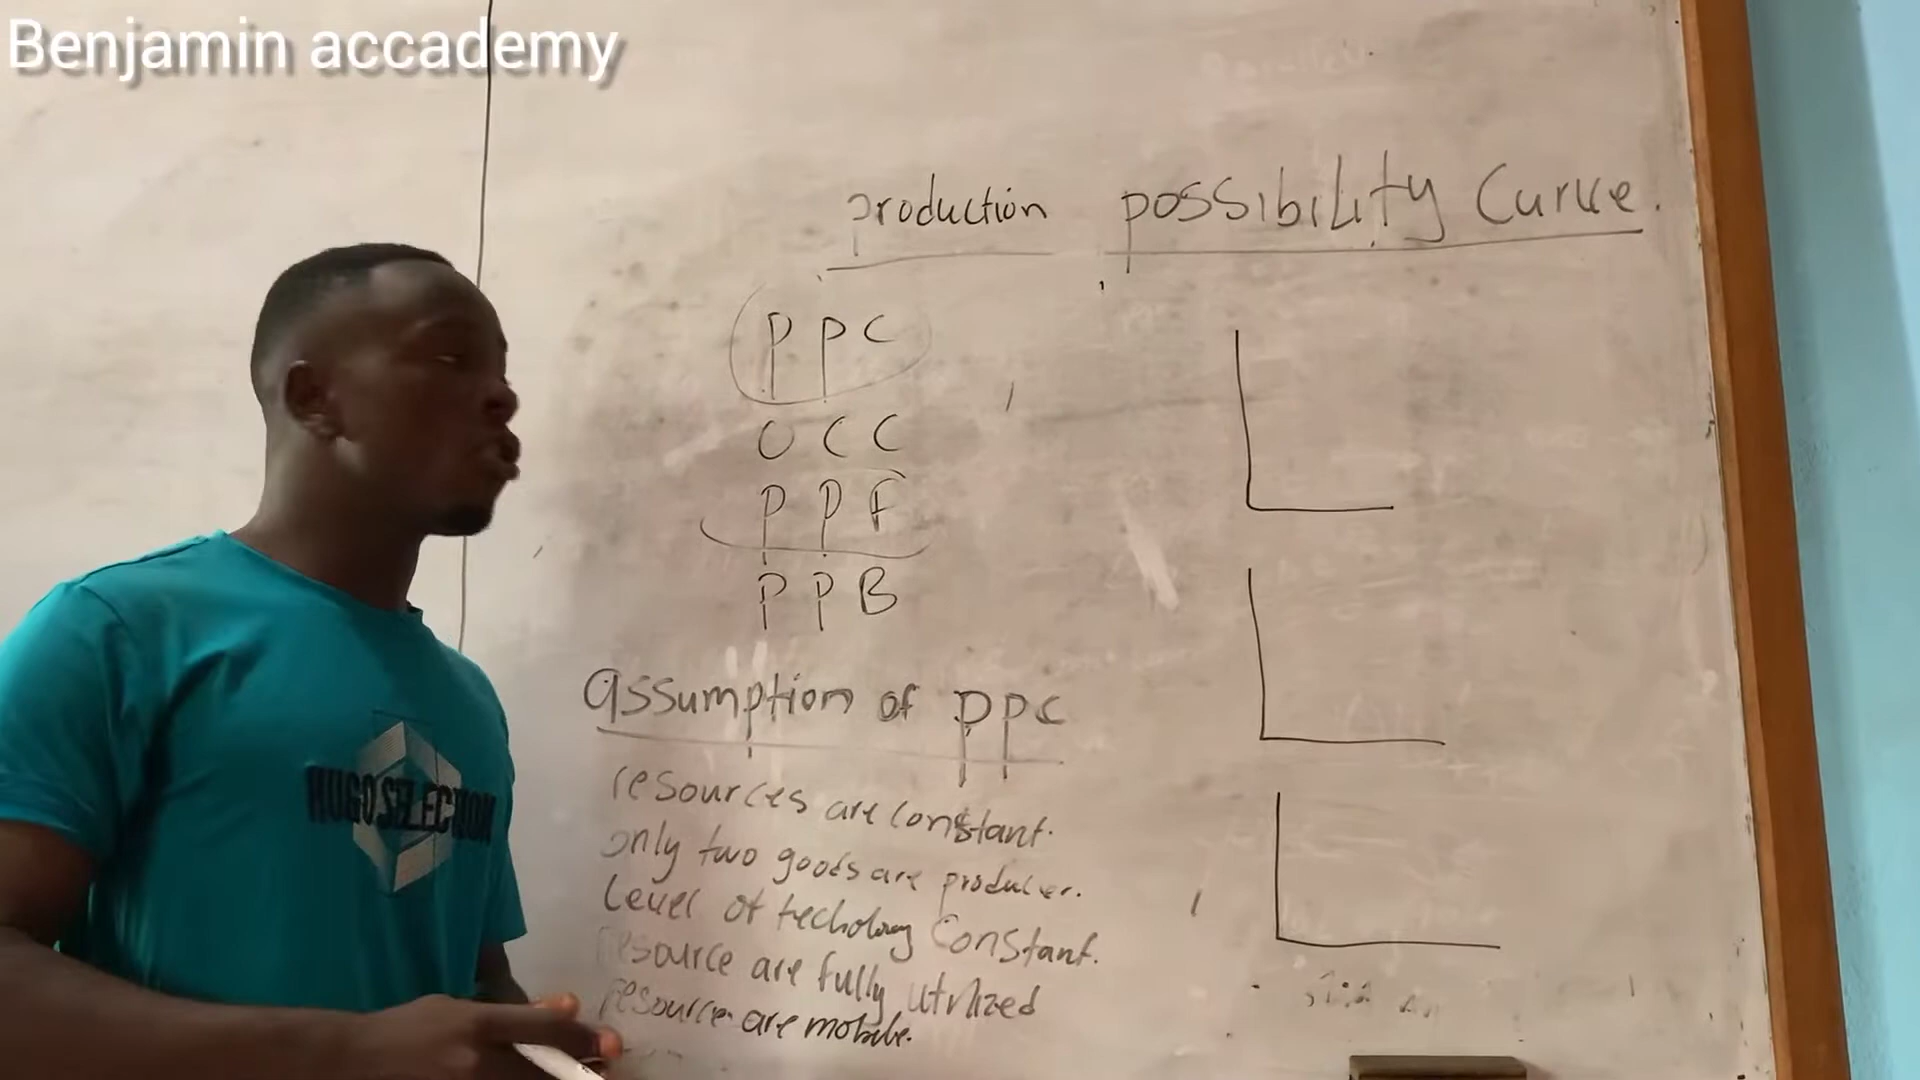 Benjamin accademy
production possibility Curve.
PPC
OCC
PPF
PPB
assumption of ppc
resources are constant.
only two goods are producer.
Level of techology Constant.
resource are fully utilized
resource are mobile.
HUGO SELECTION